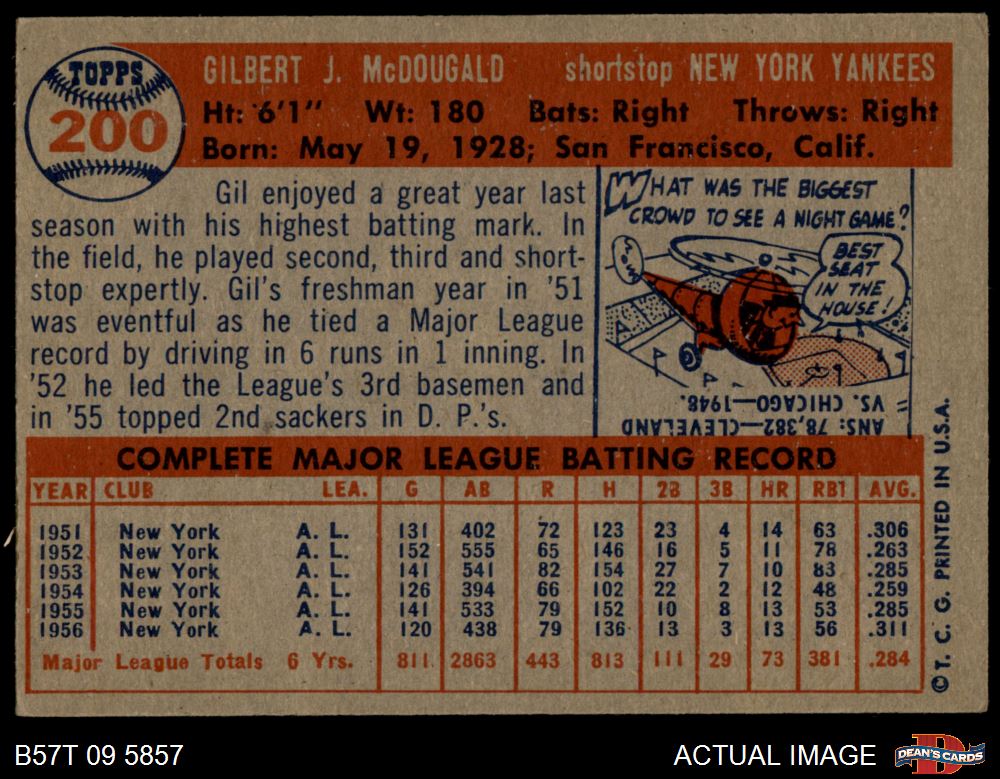 TOPPS
200
GILBERT J. McDOUGALD shortstop NEW YORK YANKEES
Ht: 6'1" Wt: 180 Bats: Right Throws: Right
Born: May 19, 1928; San Francisco, Calif.
Gil enjoyed a great year last
season with his highest batting mark. In
the field, he played second, third and short-
stop expertly. Gil's freshman year in '51
was eventful as he tied a Major League
record by driving in 6 runs in 1 inning. In
'52 he led the League's 3rd basemen and
in '55 topped 2nd sackers in D. P.'s.
WHAT WAS THE BIGGEST
CROWD TO SEE A NIGHT GAME?
BEST
SEAT
IN THE
HOUSE!
ANS: 78,382—CLEVELAND
VS. CHICAGO—1948.
COMPLETE MAJOR LEAGUE BATTING RECORD
YEAR CLUB LEA. G AB R H 2B 3B HR RBI AVG.
1951 New York A. L. 131 402 72 123 23 4 14 63 .306
1952 New York A. L. 152 555 65 146 16 5 11 78 .263
1953 New York A. L. 141 541 82 154 27 7 10 83 .285
1954 New York A. L. 126 394 66 102 22 2 12 48 .259
1955 New York A. L. 141 533 79 152 10 8 13 53 .285
1956 New York A. L. 120 438 79 136 13 3 13 56 .311
Major League Totals 6 Yrs. 811 2863 443 813 111 29 73 381 .284
© T. C. G. PRINTED IN U.S.A.
B57T 09 5857
ACTUAL IMAGE
DEAN'S CARDS